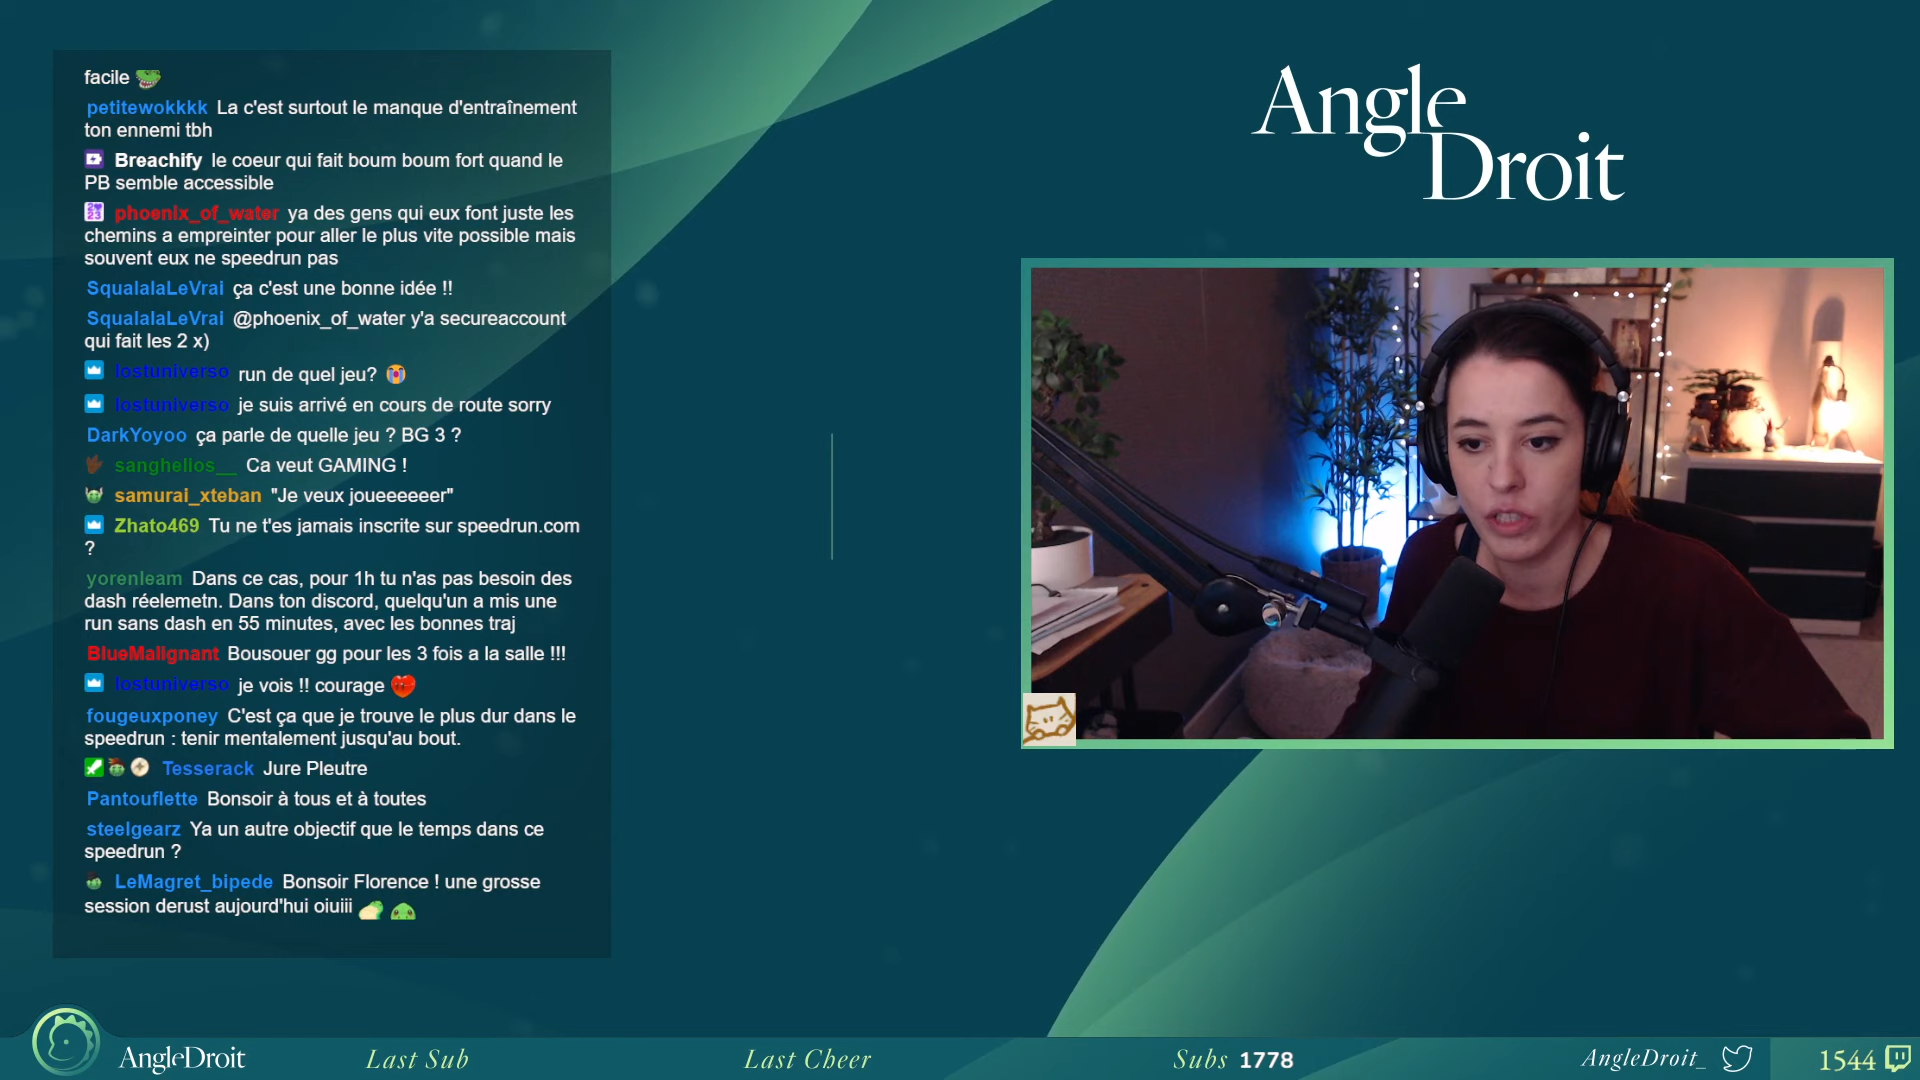 facile
petitewokkkk La c'est surtout le manque d'entraînement
ton ennemi tbh
Breachify le coeur qui fait boum boum fort quand le
PB semble accessible
phoenix_of_water ya des gens qui eux font juste les
chemins a empreinter pour aller le plus vite possible mais
souvent eux ne speedrun pas
SqualalaLeVrai ça c'est une bonne idée !!
SqualalaLeVrai @phoenix_of_water y'a secureaccount
qui fait les 2 x)
lostuniverso run de quel jeu?
lostuniverso je suis arrivé en cours de route sorry
DarkYoyoo ça parle de quelle jeu ? BG 3 ?
sanghelios__ Ca veut GAMING !
samurai_xteban "Je veux joueeeeeer"
Zhato469 Tu ne t'es jamais inscrite sur speedrun.com
?
yorenleam Dans ce cas, pour 1h tu n'as pas besoin des
dash réelemetn. Dans ton discord, quelqu'un a mis une
run sans dash en 55 minutes, avec les bonnes traj
BlueMalignant Bousouer gg pour les 3 fois a la salle !!!
lostuniverso je vois !! courage
fougeuxponey C'est ça que je trouve le plus dur dans le
speedrun : tenir mentalement jusqu'au bout.
Tesserack Jure Pleutre
Pantouflette Bonsoir à tous et à toutes
steelgearz Ya un autre objectif que le temps dans ce
speedrun ?
LeMagret_bipede Bonsoir Florence ! une grosse
session derust aujourd'hui oiuiii
Angle
Droit
AngleDroit
Last Sub
Last Cheer
Subs 1778
AngleDroit_
1544